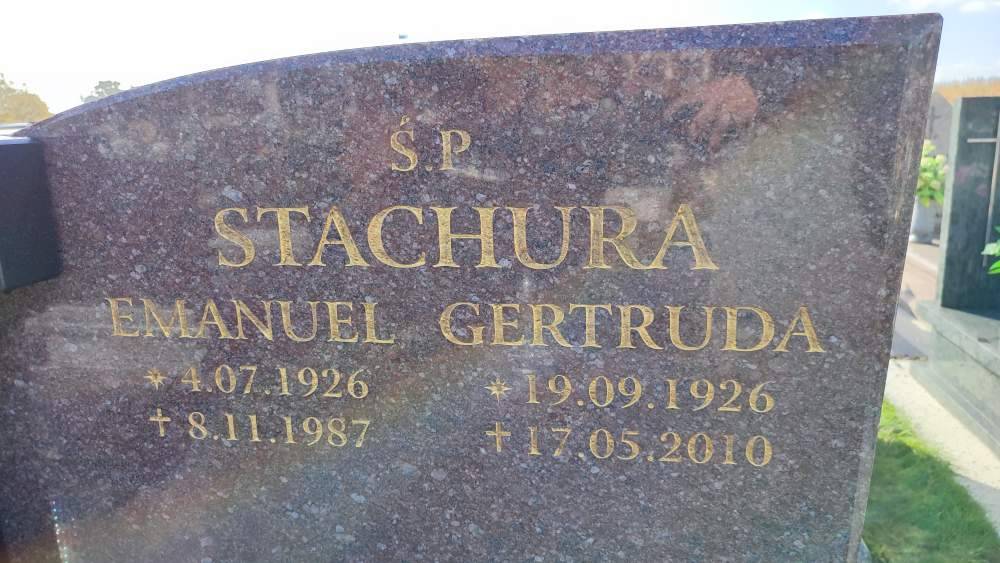 Ś.P
STACHURA
EMANUEL GERTRUDA
* 4.07.1926 * 19.09.1926
✝ 8.11.1987 ✝ 17.05.2010